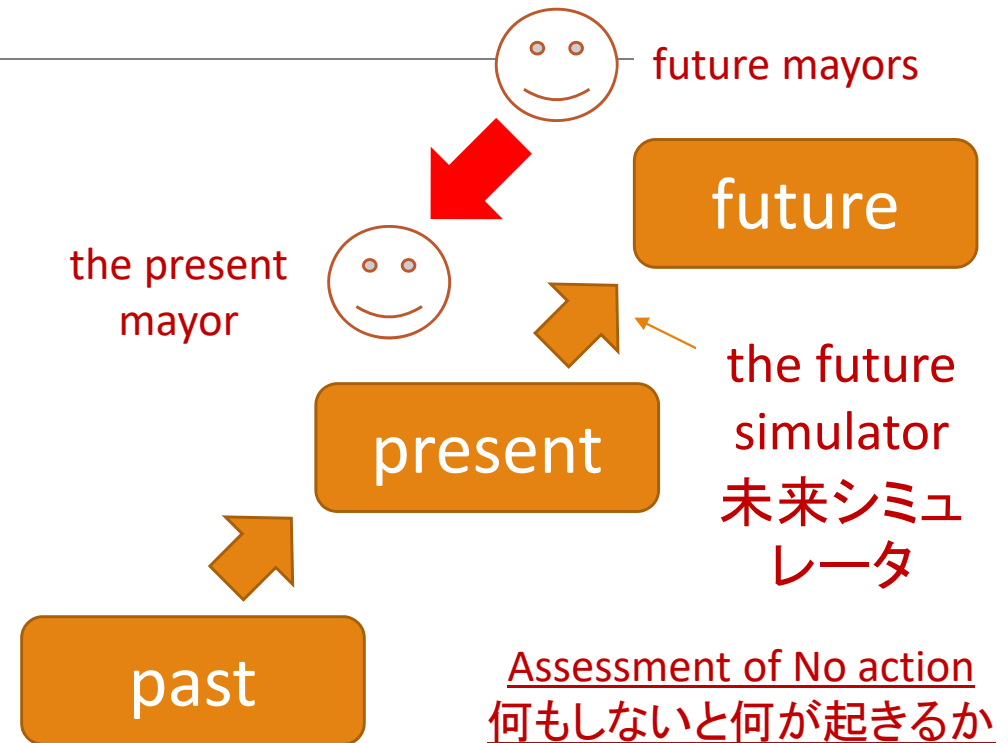 future mayors
future
the present
mayor
the future
simulator
未来シミュ
レータ
present
past
Assessment of No action
何もしないと何が起きるか